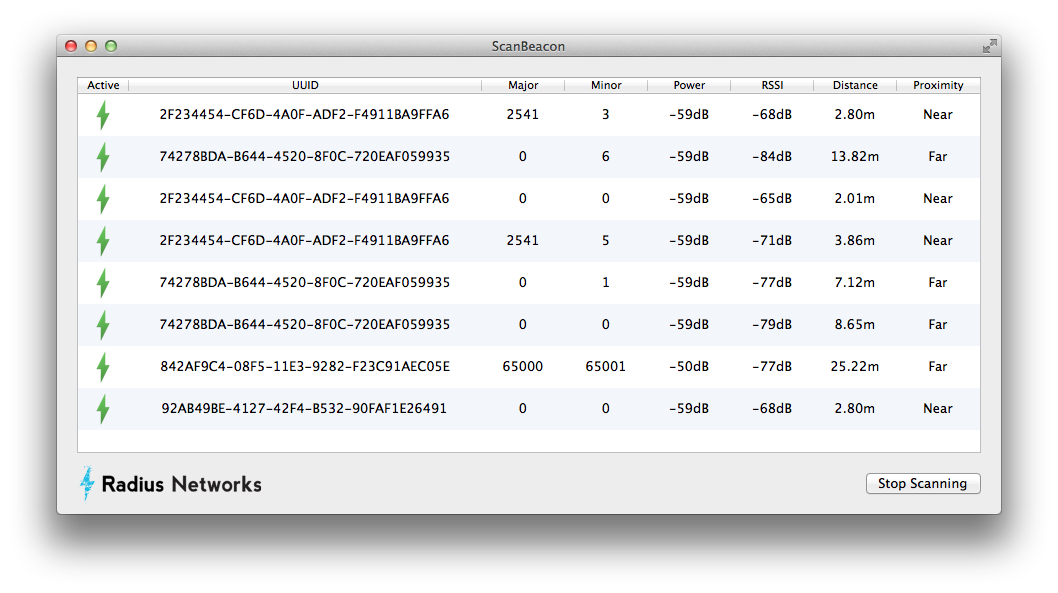 ScanBeacon
Active UUID Major Minor Power RSSI Distance Proximity
2F234454-CF6D-4A0F-ADF2-F4911BA9FFA6 2541 3 -59dB -68dB 2.80m Near
74278BDA-B644-4520-8F0C-720EAF059935 0 6 -59dB -84dB 13.82m Far
2F234454-CF6D-4A0F-ADF2-F4911BA9FFA6 0 0 -59dB -65dB 2.01m Near
2F234454-CF6D-4A0F-ADF2-F4911BA9FFA6 2541 5 -59dB -71dB 3.86m Near
74278BDA-B644-4520-8F0C-720EAF059935 0 1 -59dB -77dB 7.12m Far
74278BDA-B644-4520-8F0C-720EAF059935 0 0 -59dB -79dB 8.65m Far
842AF9C4-08F5-11E3-9282-F23C91AEC05E 65000 65001 -50dB -77dB 25.22m Far
92AB49BE-4127-42F4-B532-90FAF1E26491 0 0 -59dB -68dB 2.80m Near
Radius Networks Stop Scanning